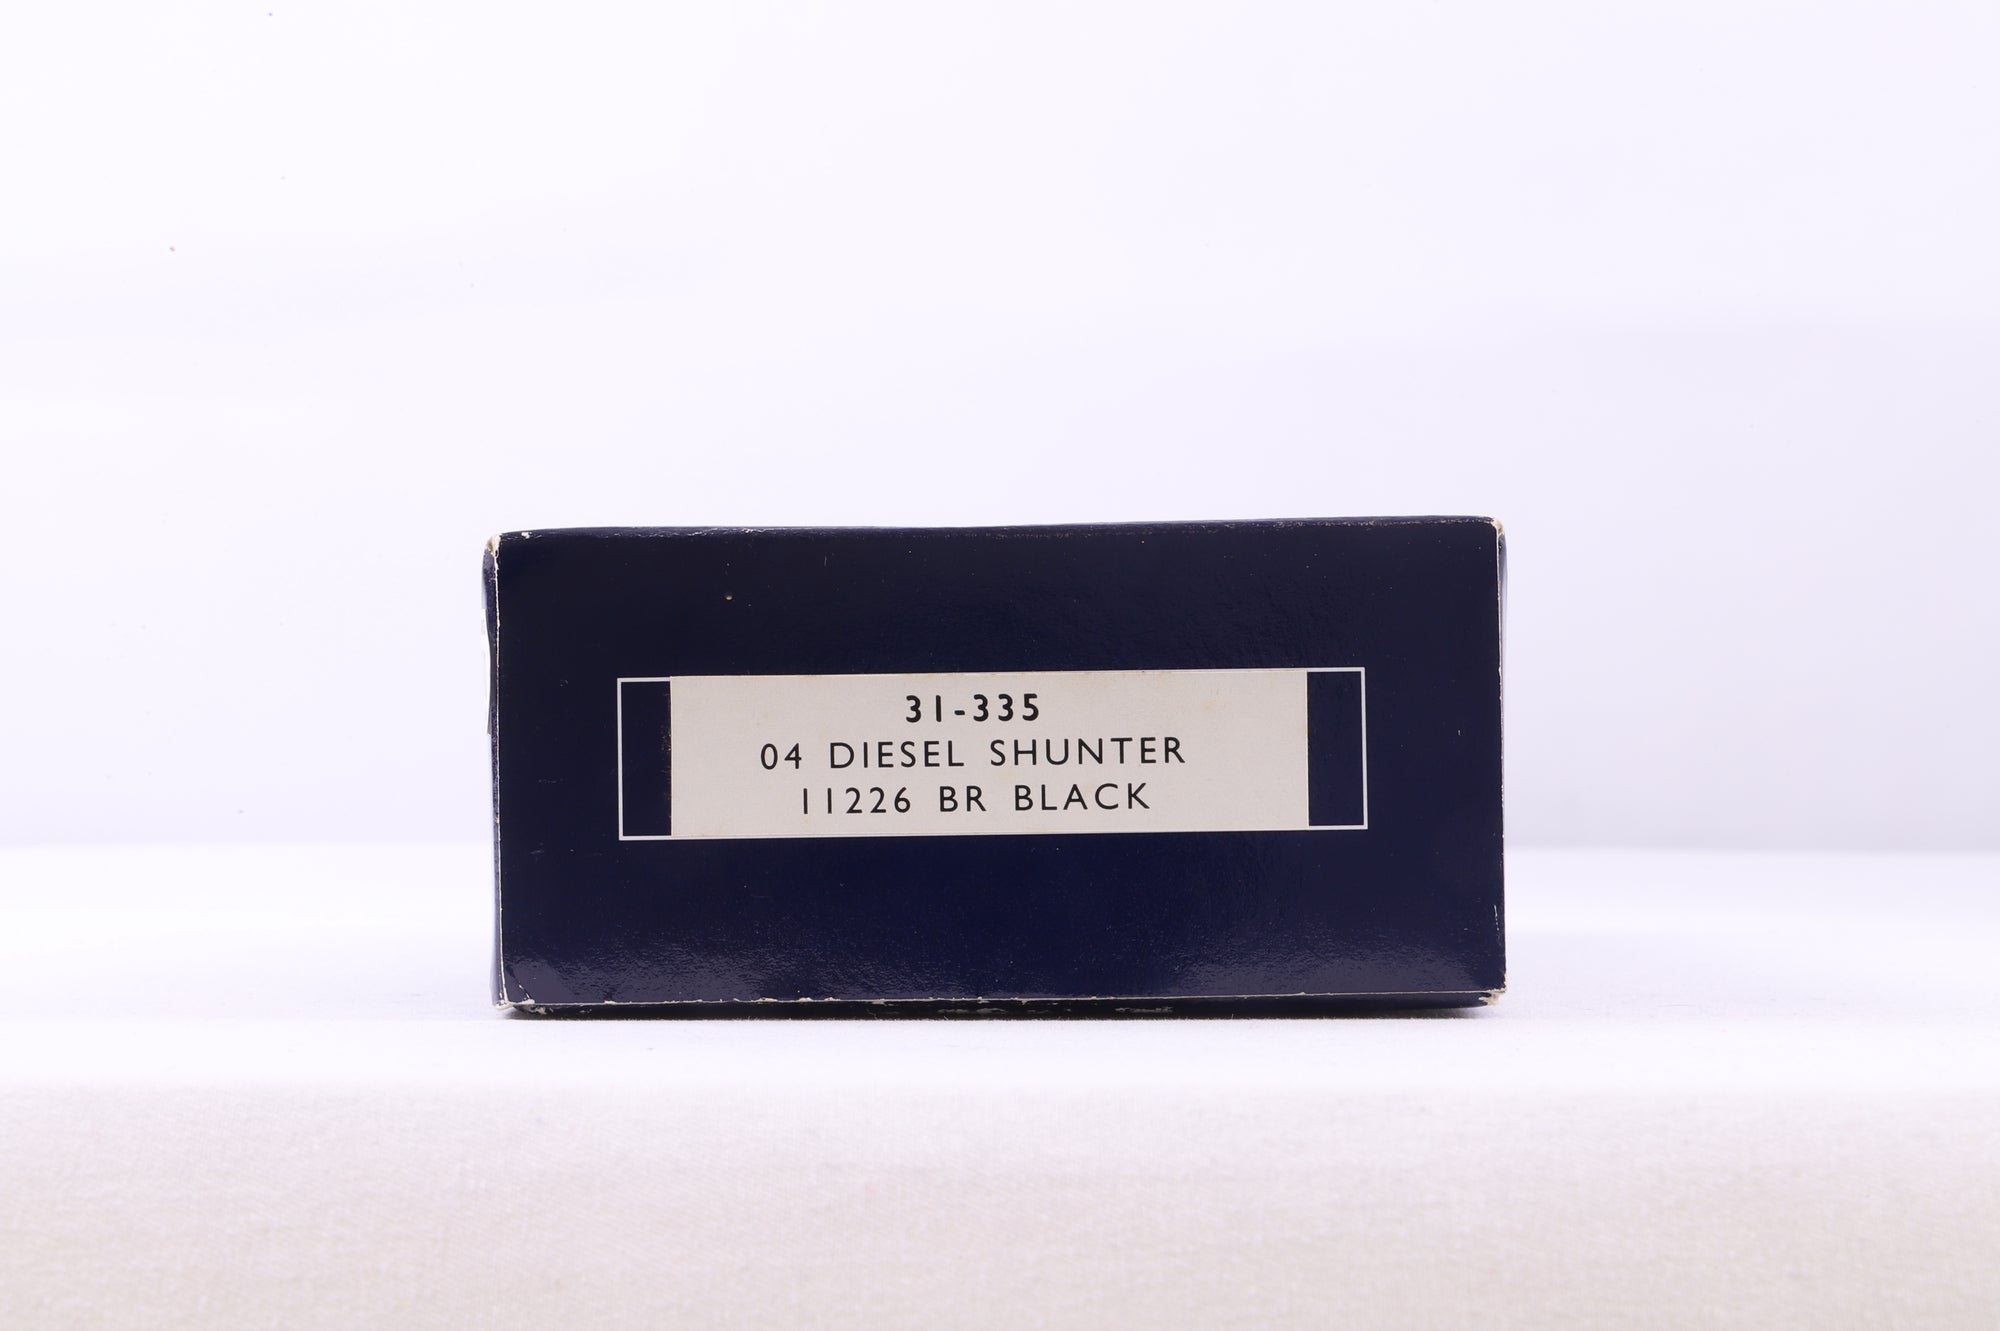 31-335
04 DIESEL SHUNTER
11226 BR BLACK